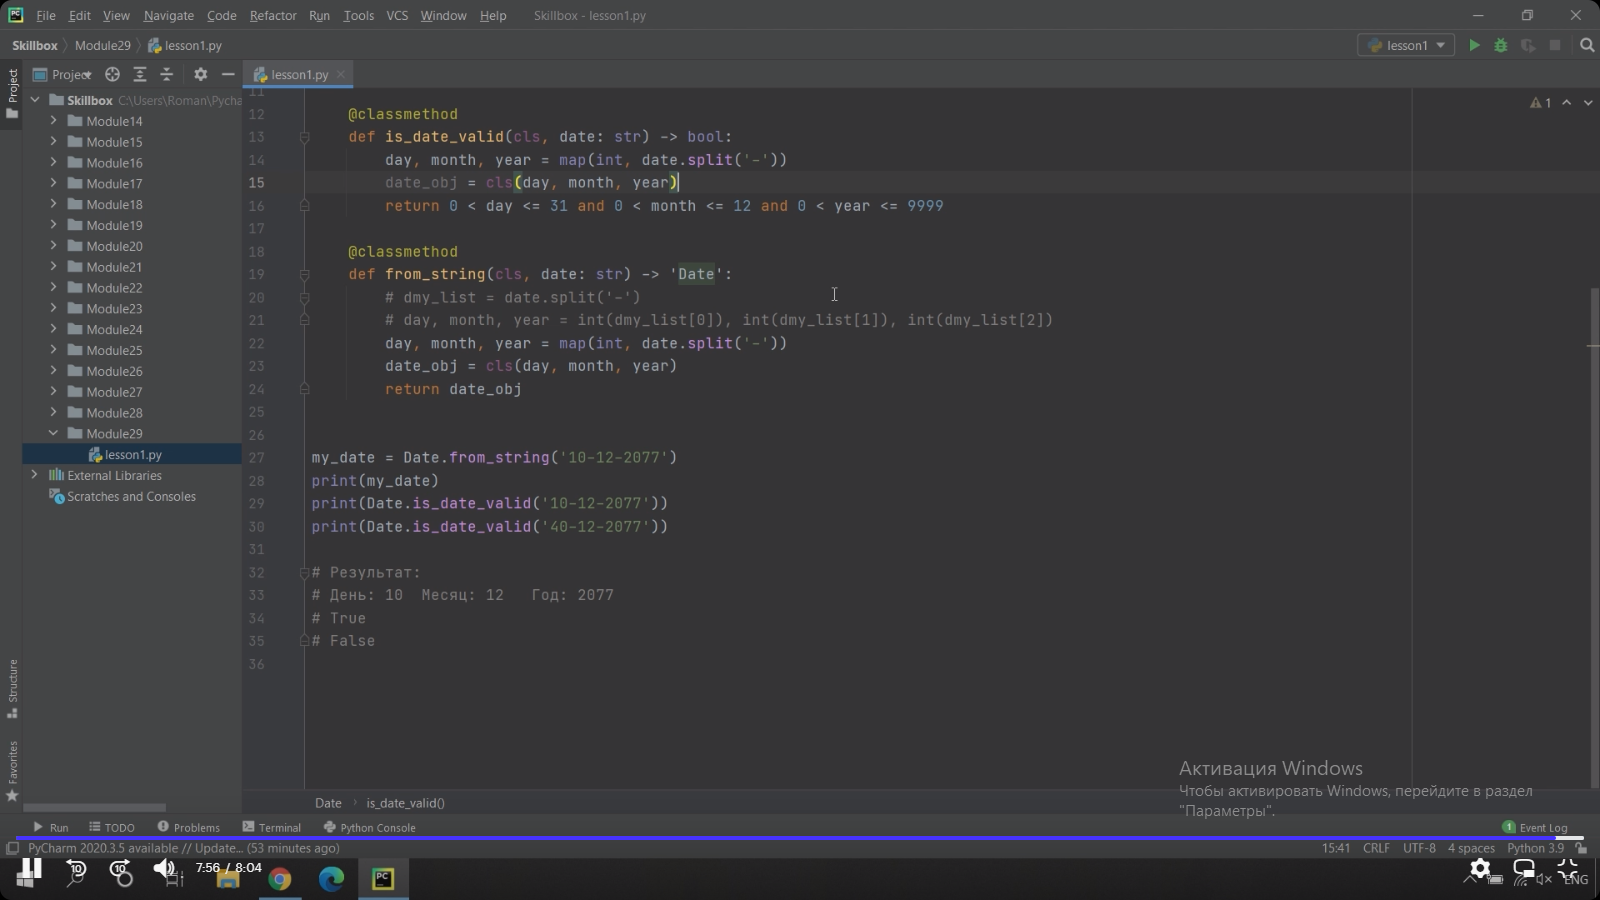 File Edit View Navigate Code Refactor Run Tools VCS Window Help Skillbox - lesson1.py
Skillbox Module29 lesson1.py lesson1
Project lesson1.py
Project
Skillbox C:\Users\Roman\Pycha
Module14
Module15
Module16
Module17
Module18
Module19
Module20
Module21
Module22
Module23
Module24
Module25
Module26
Module27
Module28
Module29
lesson1.py
External Libraries
Scratches and Consoles
Structure
Favorites
1
11
12 @classmethod
13 def is_date_valid(cls, date: str) -> bool:
14 day, month, year = map(int, date.split('-'))
15 date_obj = cls(day, month, year)
16 return 0 < day <= 31 and 0 < month <= 12 and 0 < year <= 9999
17
18 @classmethod
19 def from_string(cls, date: str) -> 'Date':
20 # dmy_list = date.split('-')
21 # day, month, year = int(dmy_list[0]), int(dmy_list[1]), int(dmy_list[2])
22 day, month, year = map(int, date.split('-'))
23 date_obj = cls(day, month, year)
24 return date_obj
25
26
27 my_date = Date.from_string('10-12-2077')
28 print(my_date)
29 print(Date.is_date_valid('10-12-2077'))
30 print(Date.is_date_valid('40-12-2077'))
31
32 # Результат:
33 # День: 10 Месяц: 12 Год: 2077
34 # True
35 # False
36
Активация Windows
Чтобы активировать Windows, перейдите в раздел
"Параметры".
Date is_date_valid()
Run TODO Problems Terminal Python Console 1 Event Log
PyCharm 2020.3.5 available // Update... (53 minutes ago) 15:41 CRLF UTF-8 4 spaces Python 3.9
10 10 7:56 / 8:04 ENG